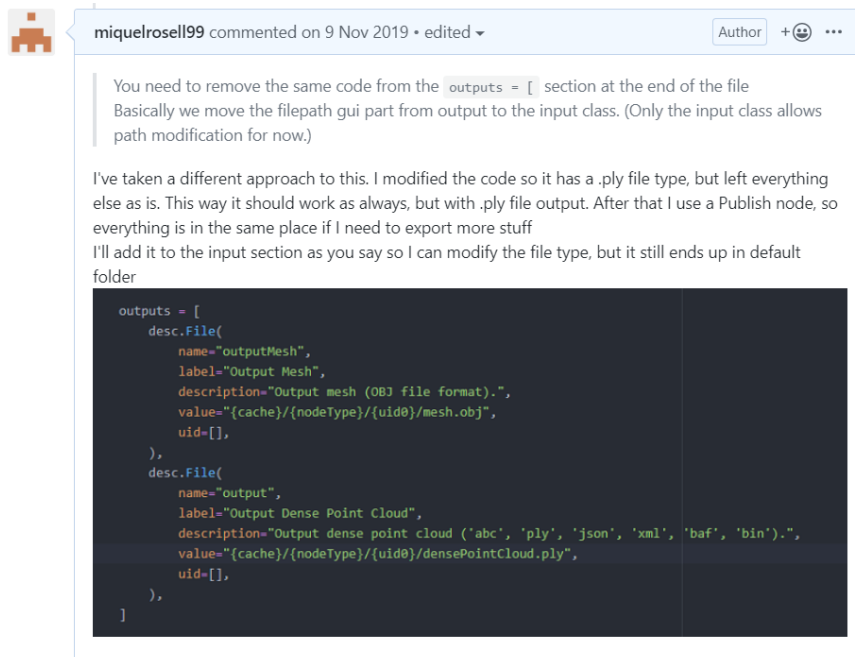 miquelrosell99 commented on 9 Nov 2019 • edited
Author
You need to remove the same code from the outputs = [ section at the end of the file
Basically we move the filepath gui part from output to the input class. (Only the input class allows
path modification for now.)
I've taken a different approach to this. I modified the code so it has a .ply file type, but left everything
else as is. This way it should work as always, but with .ply file output. After that I use a Publish node, so
everything is in the same place if I need to export more stuff
I'll add it to the input section as you say so I can modify the file type, but it still ends up in default
folder
outputs = [
desc.File(
name="outputMesh",
label="Output Mesh",
description="Output mesh (OBJ file format).",
value="{cache}/{nodeType}/{uid0}/mesh.obj",
uid=[],
),
desc.File(
name="output",
label="Output Dense Point Cloud",
description="Output dense point cloud ('abc', 'ply', 'json', 'xml', 'baf', 'bin').",
value="{cache}/{nodeType}/{uid0}/densePointCloud.ply",
uid=[],
),
]